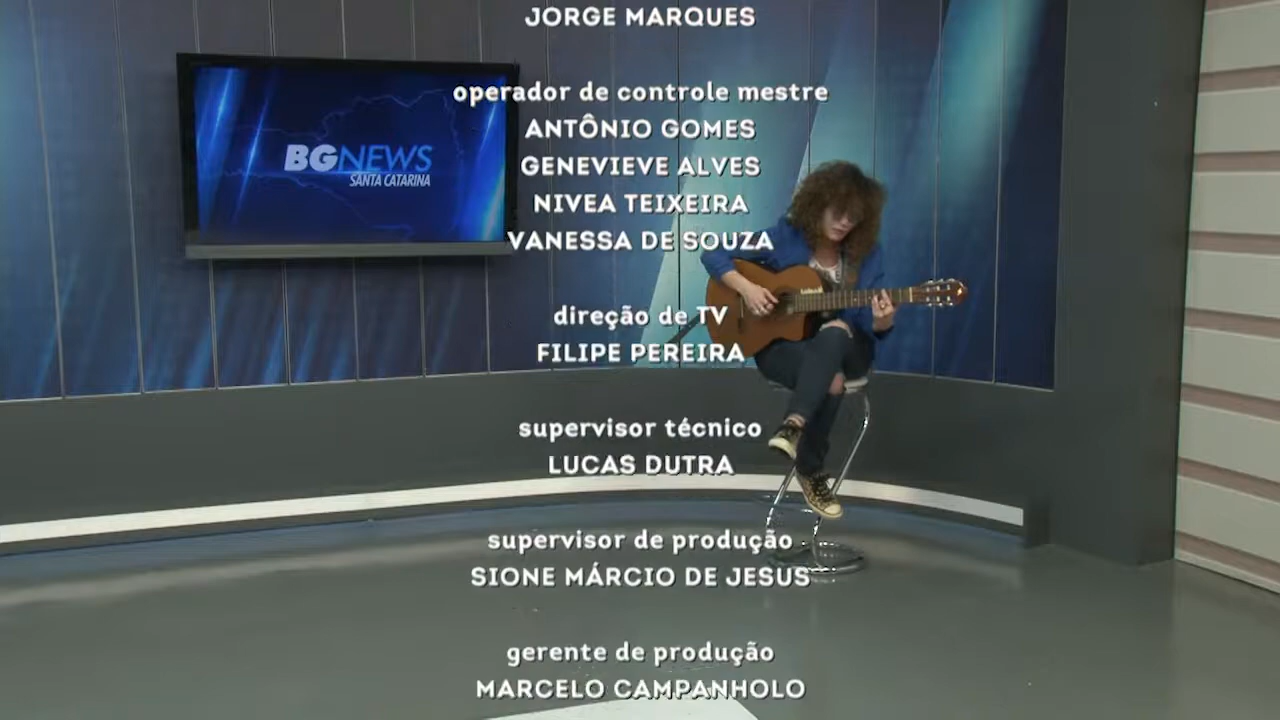 JORGE MARQUES
operador de controle mestre
ANTÔNIO GOMES
GENEVIEVE ALVES
NIVEA TEIXEIRA
VANESSA DE SOUZA
direção de TV
FILIPE PEREIRA
supervisor técnico
LUCAS DUTRA
supervisor de produção
SIONE MÁRCIO DE JESUS
gerente de produção
MARCELO CAMPANHOLO
BGNEWS
SANTA CATARINA